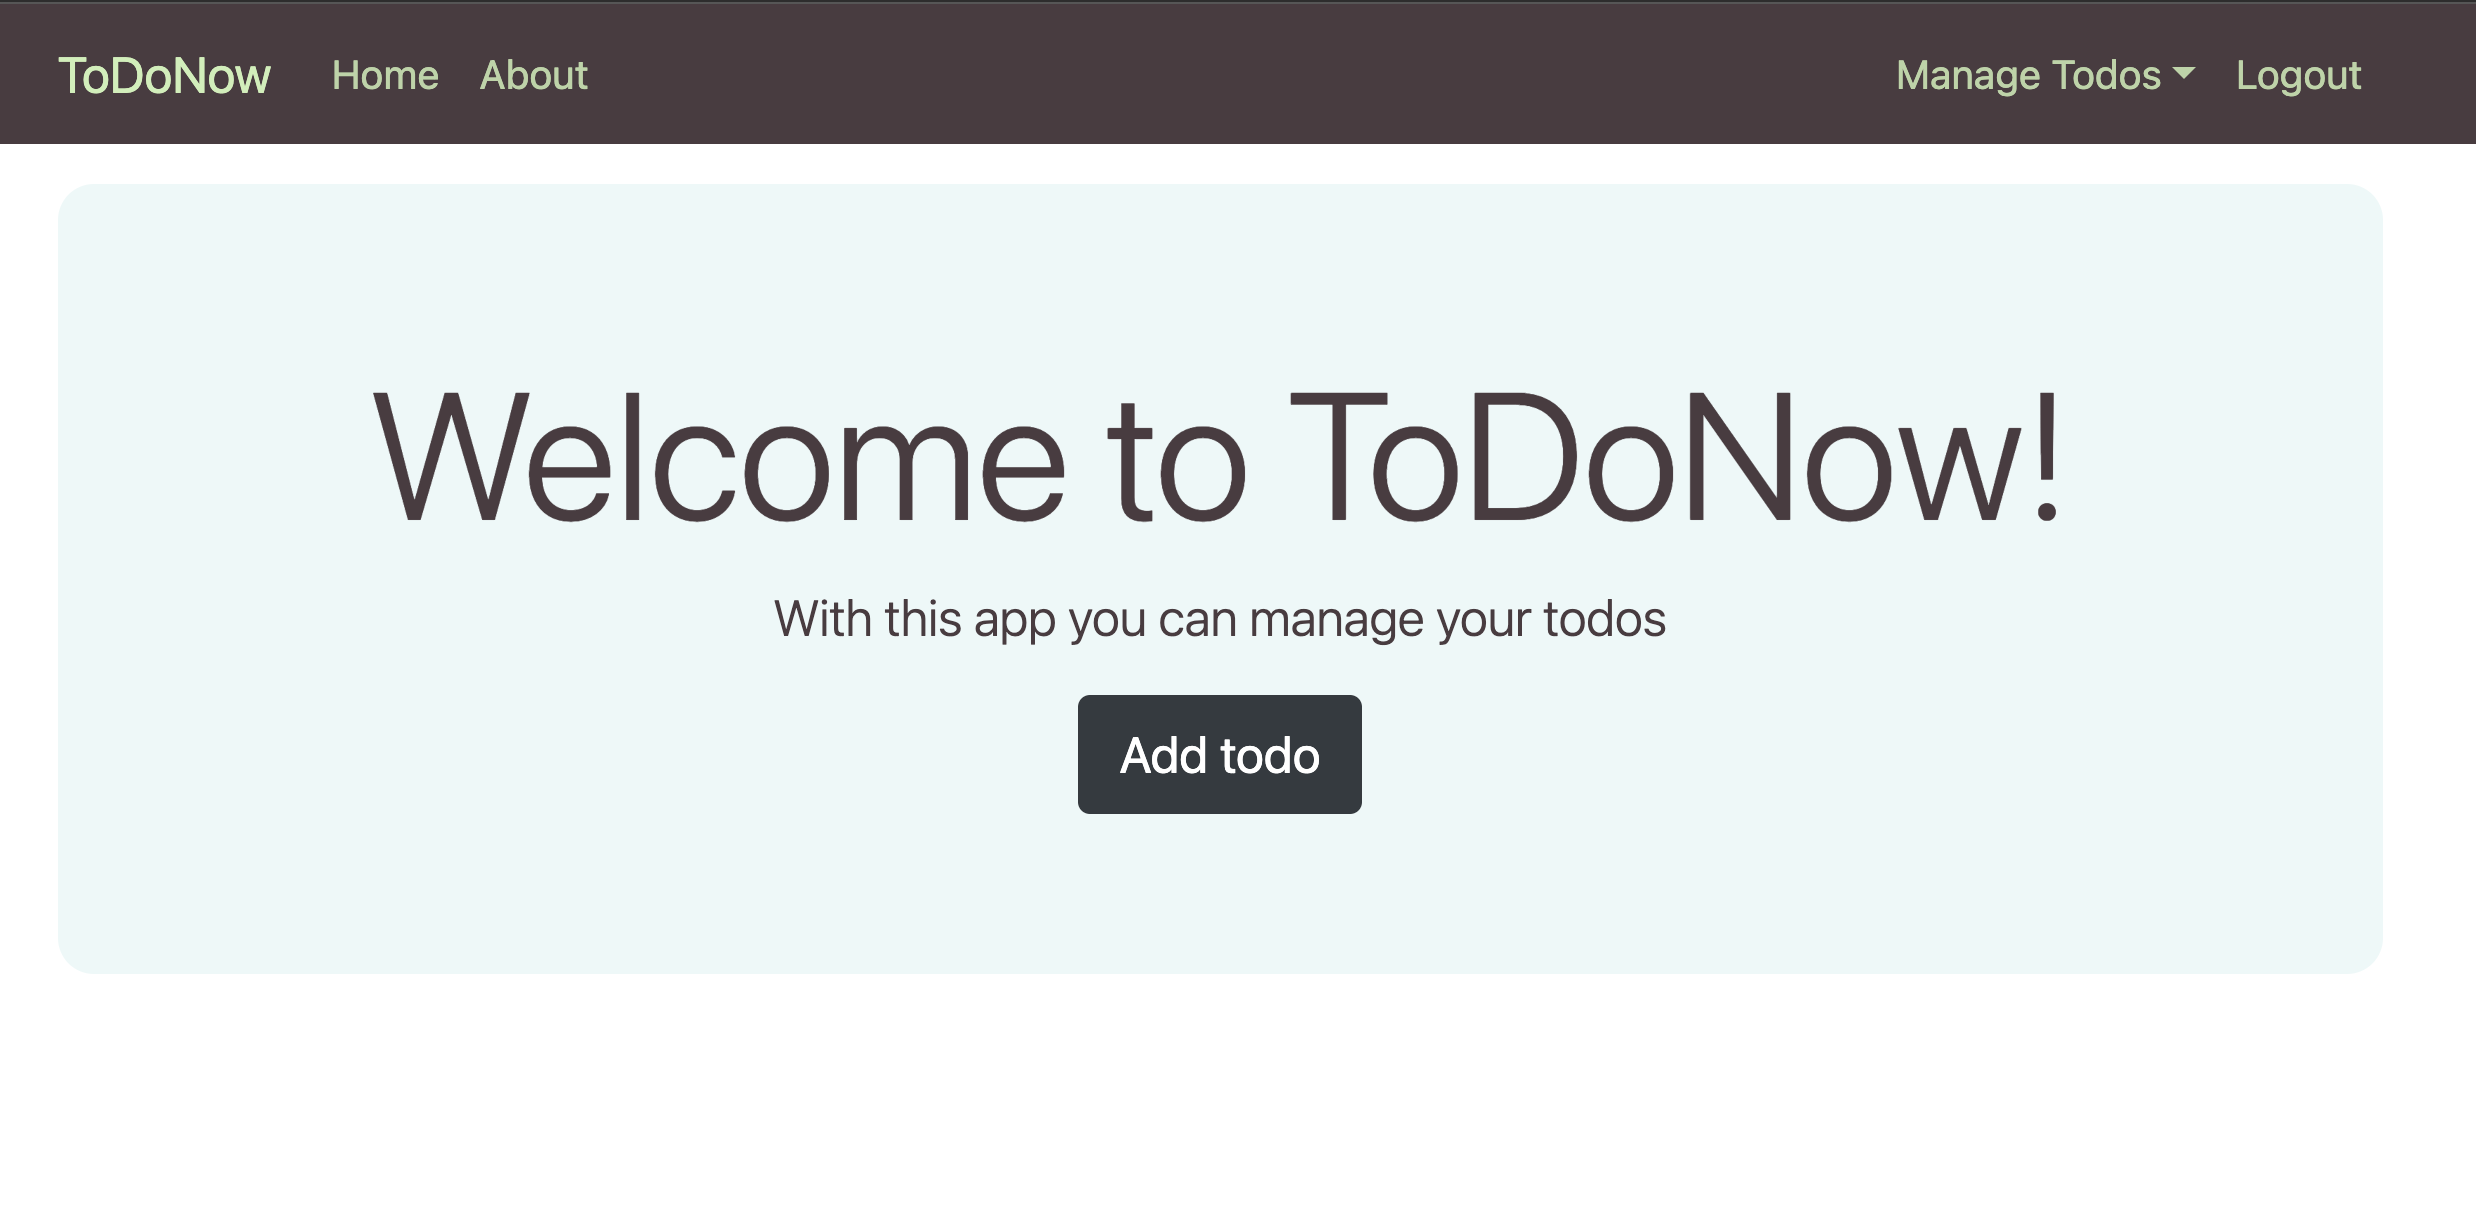 ToDoNow Home About Manage Todos Logout
Welcome to ToDoNow!
With this app you can manage your todos
Add todo